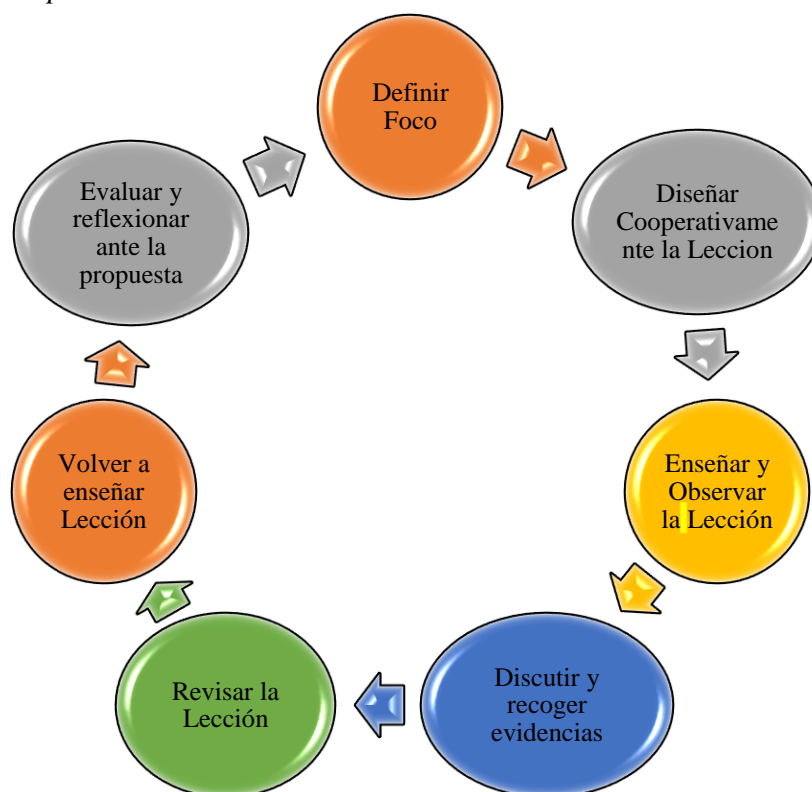 Definir
Foco
Diseñar
Cooperativame
nte la Leccion
Enseñar y
Observar
la Lección
Discutir y
recoger
evidencias
Revisar la
Lección
Volver a
enseñar
Lección
Evaluar y
reflexionar
ante la
propuesta